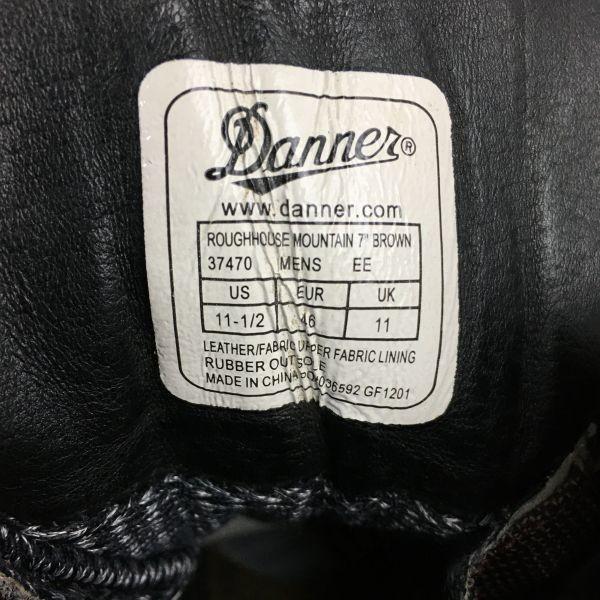 Danner®
www.danner.com
ROUGHHOUSE MOUNTAIN 7" BROWN
37470 MENS EE
US EUR UK
11-1/2 46 11
LEATHER/FABRIC UPPER FABRIC LINING
RUBBER OUTSOLE
MADE IN CHINA GF1201